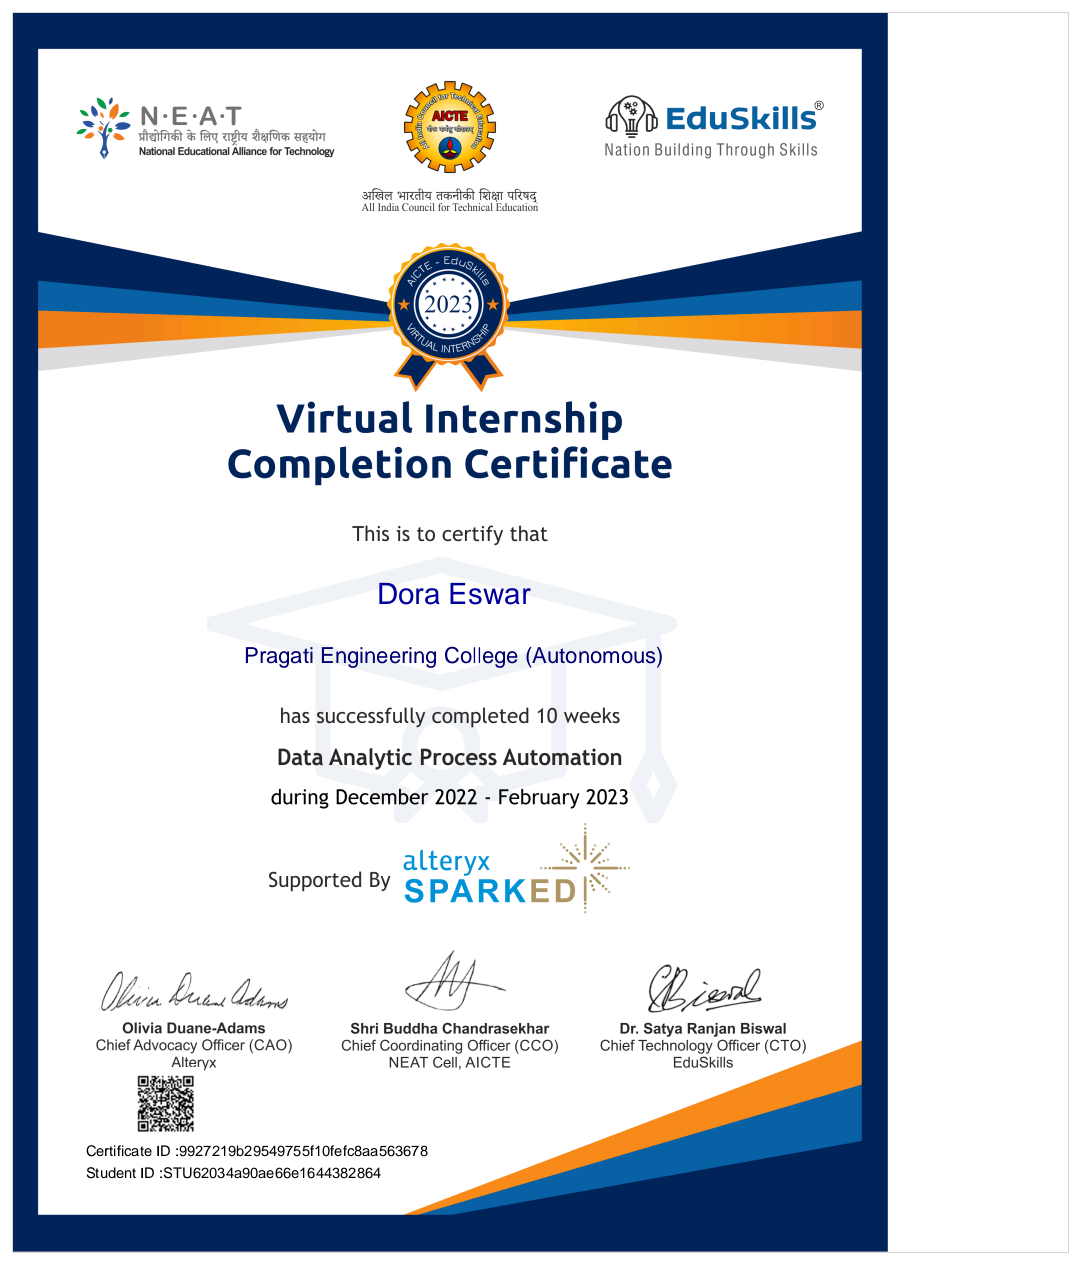 N·E·A·T
प्रौद्योगिकी के लिए राष्ट्रीय शैक्षणिक सहयोग
National Educational Alliance for Technology
All India Council for Technical Education
AICTE
अखिल भारतीय तकनीकी शिक्षा परिषद्
All India Council for Technical Education
EduSkills®
Nation Building Through Skills
AICTE - EduSkills
2023
VIRTUAL INTERNSHIP
Virtual Internship
Completion Certificate
This is to certify that
Dora Eswar
Pragati Engineering College (Autonomous)
has successfully completed 10 weeks
Data Analytic Process Automation
during December 2022 - February 2023
Supported By
alteryx
SPARKED
Olivia Duane Adams
CBiswal
Olivia Duane-Adams
Chief Advocacy Officer (CAO)
Alteryx
Shri Buddha Chandrasekhar
Chief Coordinating Officer (CCO)
NEAT Cell, AICTE
Dr. Satya Ranjan Biswal
Chief Technology Officer (CTO)
EduSkills
Certificate ID :9927219b29549755f10fefc8aa563678
Student ID :STU62034a90ae66e1644382864